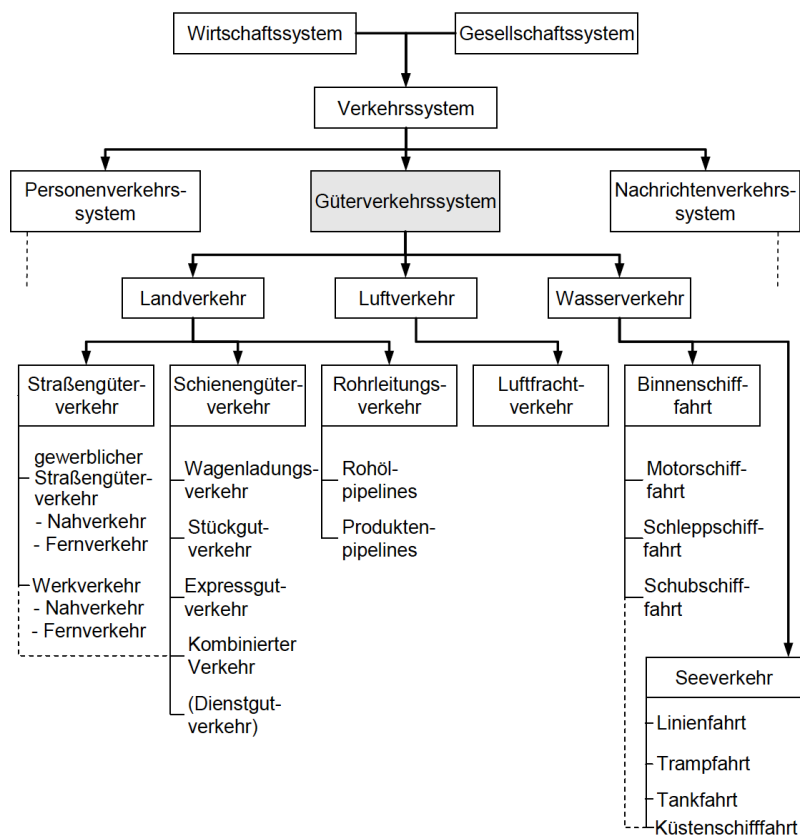 Wirtschaftssystem
Gesellschaftssystem
Verkehrssystem
Personenverkehrs-
system
Güterverkehrssystem
Nachrichtenverkehrs-
system
Landverkehr
Luftverkehr
Wasserverkehr
Straßengüter-
verkehr
Schienengüter-
verkehr
Rohrleitungs-
verkehr
Luftfracht-
verkehr
Binnenschiff-
fahrt
gewerblicher
Straßengüter-
verkehr
- Nahverkehr
- Fernverkehr
Werkverkehr
- Nahverkehr
- Fernverkehr
Wagenladungs-
verkehr
Stückgut-
verkehr
Expressgut-
verkehr
Kombinierter
Verkehr
(Dienstgut-
verkehr)
Rohöl-
pipelines
Produkten-
pipelines
Motorschiff-
fahrt
Schleppschiff-
fahrt
Schubschiff-
fahrt
Seeverkehr
Linienfahrt
Trampfahrt
Tankfahrt
Küstenschifffahrt